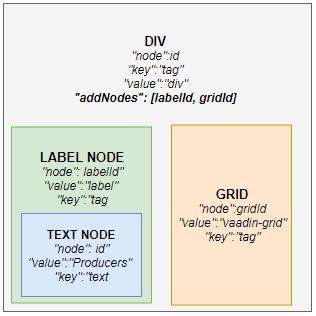 DIV
"node":id
"key":"tag"
"value":"div"
"addNodes": [labelId, gridId]
LABEL NODE
"node": labelId"
"value":"label"
"key":"tag
TEXT NODE
"node": id"
"value":"Producers"
"key":"text
GRID
"node":gridId
"value":"vaadin-grid"
"key":"tag"